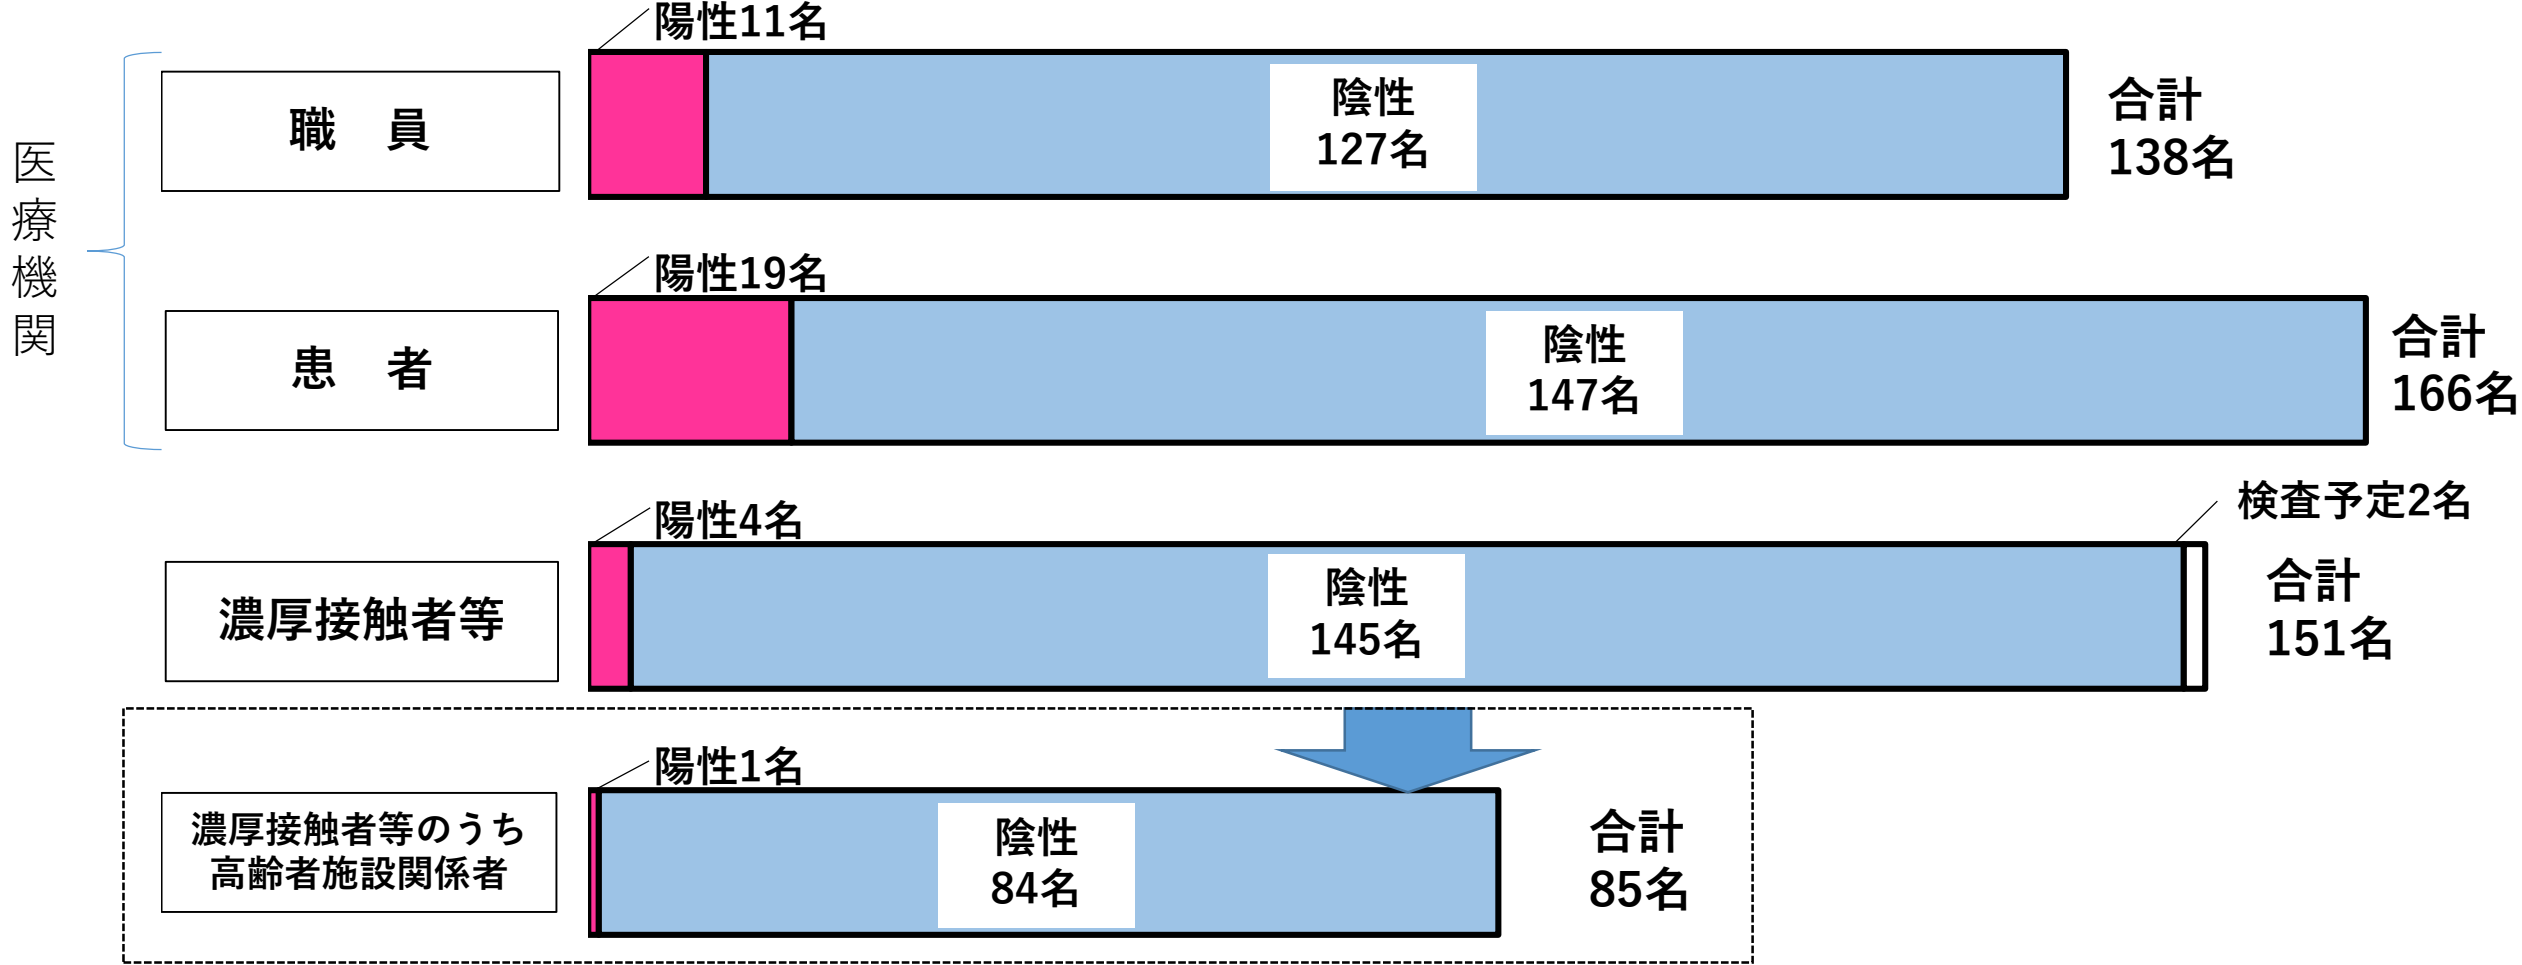 医療機関
陽性11名
職　員
陰性
127名
合計
138名
陽性19名
患　者
陰性
147名
合計
166名
陽性4名
検査予定2名
濃厚接触者等
陰性
145名
合計
151名
陽性1名
濃厚接触者等のうち
高齢者施設関係者
陰性
84名
合計
85名